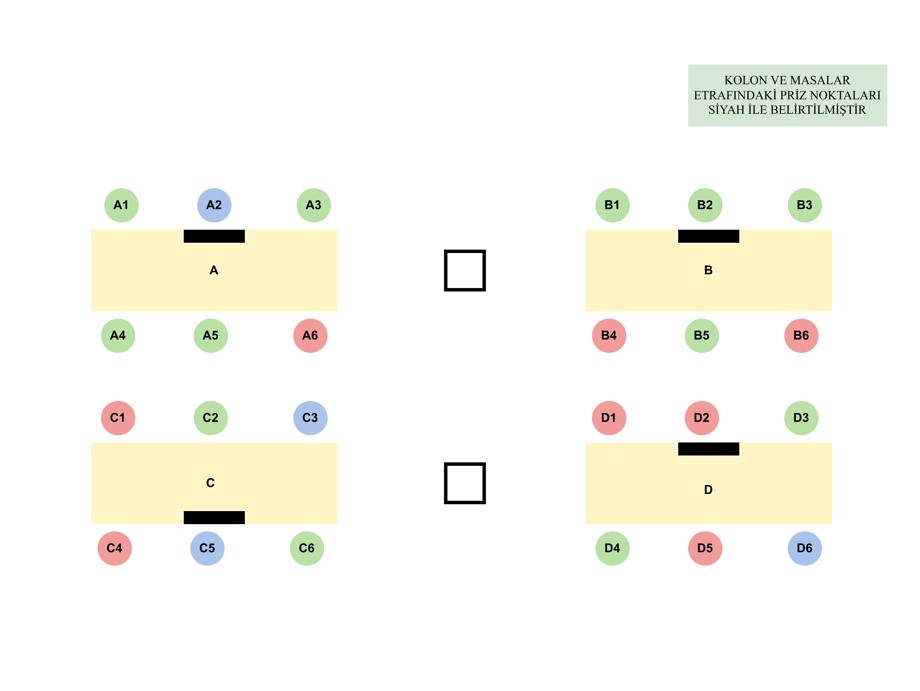 KOLON VE MASALAR
ETRAFINDAKİ PRİZ NOKTALARI
SİYAH İLE BELİRTİLMİŞTİR
A1 A2 A3 B1 B2 B3
A B
A4 A5 A6 B4 B5 B6
C1 C2 C3 D1 D2 D3
C D
C4 C5 C6 D4 D5 D6